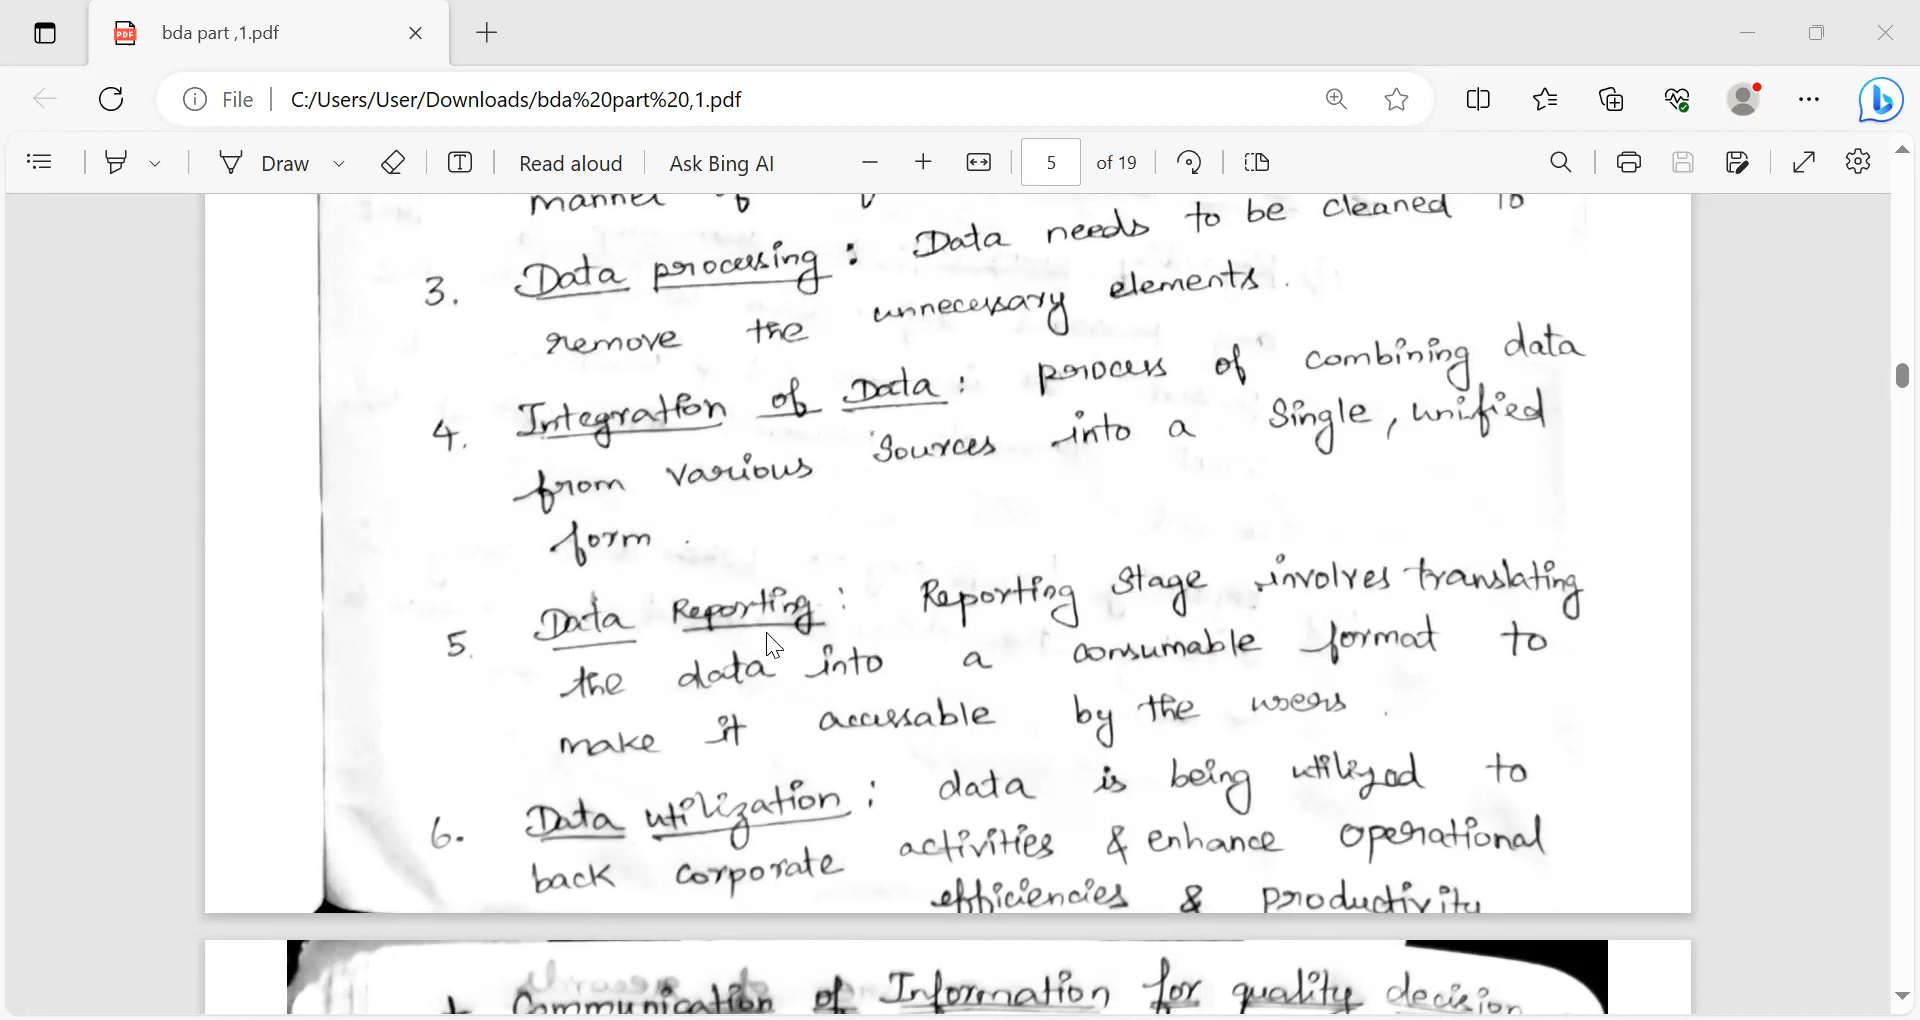 bda part ,1.pdf
File C:/Users/User/Downloads/bda%20part%20,1.pdf
Draw Read aloud Ask Bing AI 5 of 19
manner
3. Data processing : Data needs to be cleaned to
remove the unnecessary elements.
4. Integration of Data : process of combining data
from various sources into a single, unified
form.
5. Data Reporting : Reporting stage involves translating
the data into a consumable format to
make it accessable by the users.
6. Data utilization : data is being utilized to
back corporate activities & enhance operational
efficiencies & productivity
Communication of Information for quality decision